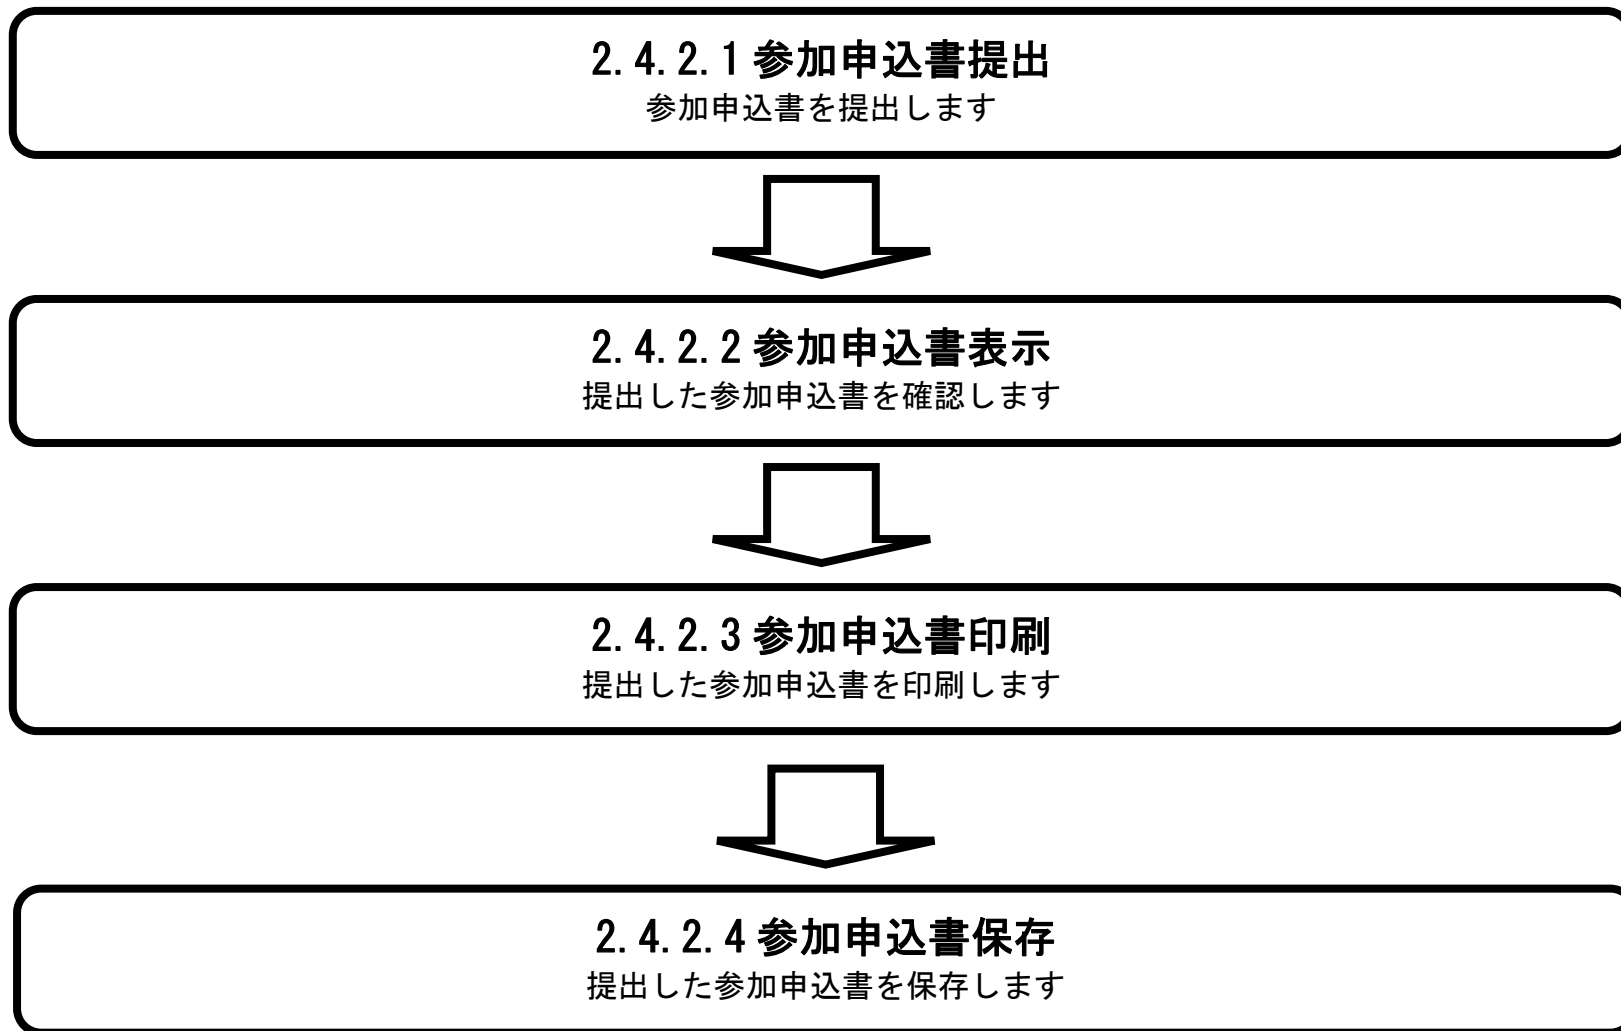 2.4.2.1 参加申込書提出
参加申込書を提出します
2.4.2.2 参加申込書表示
提出した参加申込書を確認します
2.4.2.3 参加申込書印刷
提出した参加申込書を印刷します
2.4.2.4 参加申込書保存
提出した参加申込書を保存します